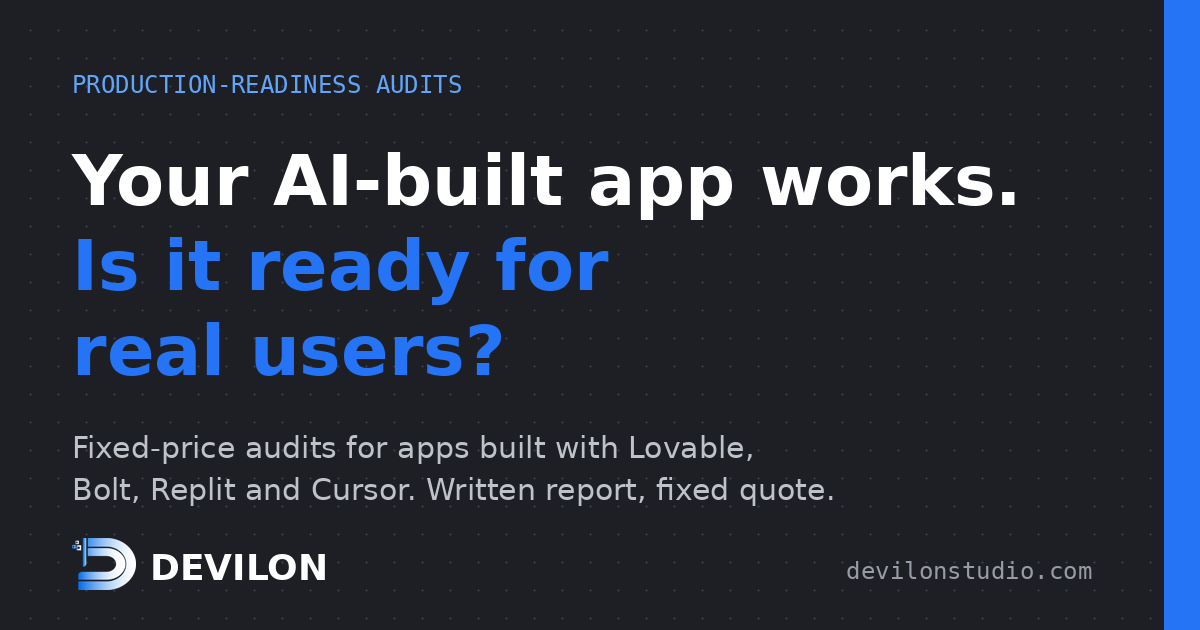 PRODUCTION-READINESS AUDITS
Your AI-built app works.
Is it ready for
real users?
Fixed-price audits for apps built with Lovable,
Bolt, Replit and Cursor. Written report, fixed quote.
DEVILON
devilonstudio.com